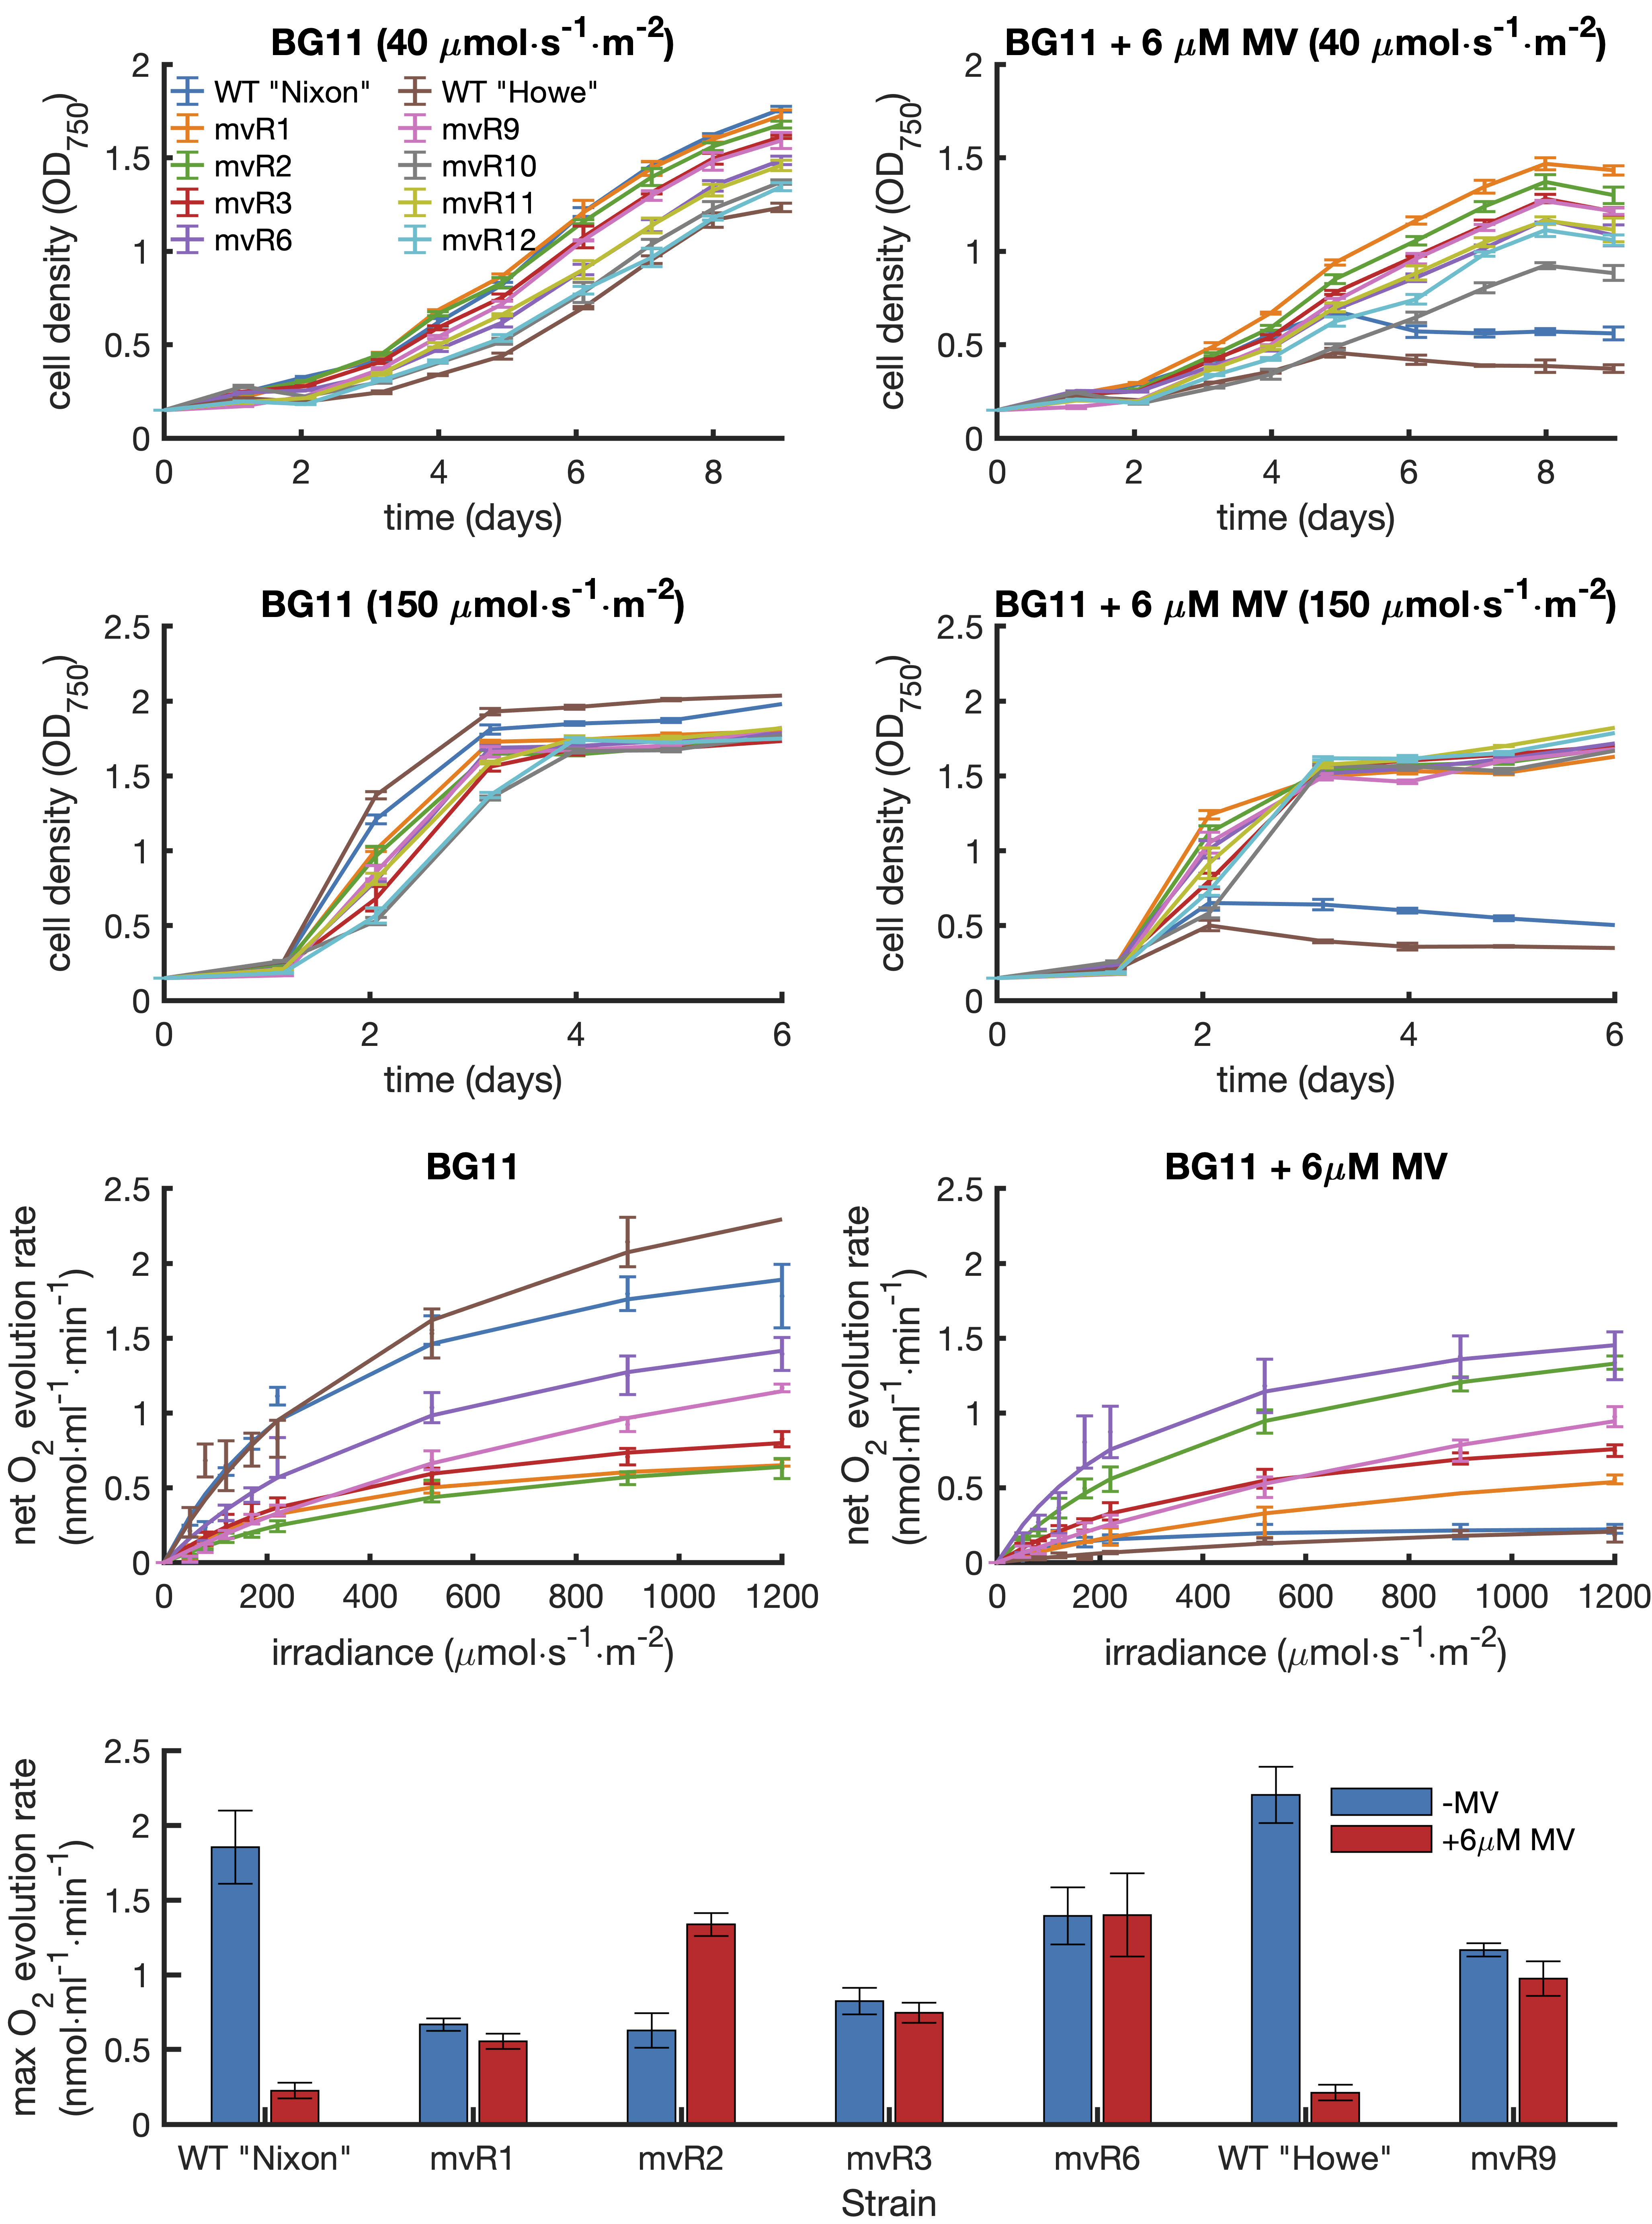 BG11 (40 μmol·s⁻¹·m⁻²)
BG11 + 6 μM MV (40 μmol·s⁻¹·m⁻²)
cell density (OD₇₅₀)
2
1.5
1
0.5
0
WT "Nixon"
mvR1
mvR2
mvR3
mvR6
WT "Howe"
mvR9
mvR10
mvR11
mvR12
0 2 4 6 8
time (days)
cell density (OD₇₅₀)
2
1.5
1
0.5
0
0 2 4 6 8
time (days)
BG11 (150 μmol·s⁻¹·m⁻²)
BG11 + 6 μM MV (150 μmol·s⁻¹·m⁻²)
cell density (OD₇₅₀)
2.5
2
1.5
1
0.5
0
0 2 4 6
time (days)
cell density (OD₇₅₀)
2.5
2
1.5
1
0.5
0
0 2 4 6
time (days)
BG11
BG11 + 6μM MV
net O₂ evolution rate
(nmol·ml⁻¹·min⁻¹)
2.5
2
1.5
1
0.5
0
0 200 400 600 800 1000 1200
irradiance (μmol·s⁻¹·m⁻²)
net O₂ evolution rate
(nmol·ml⁻¹·min⁻¹)
2.5
2
1.5
1
0.5
0
0 200 400 600 800 1000 1200
irradiance (μmol·s⁻¹·m⁻²)
max O₂ evolution rate
(nmol·ml⁻¹·min⁻¹)
2.5
2
1.5
1
0.5
0
-MV
+6μM MV
WT "Nixon" mvR1 mvR2 mvR3 mvR6 WT "Howe" mvR9
Strain